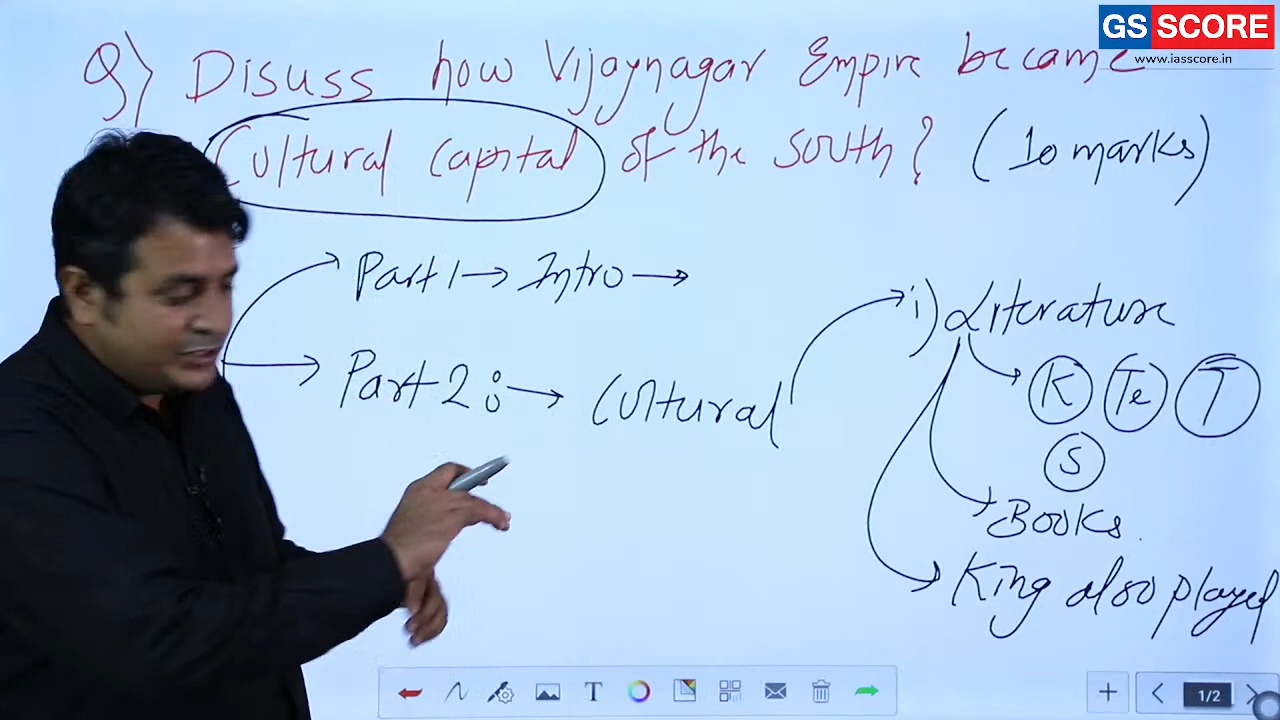 GS SCORE
www.iasscore.in
Q) Disuss how Vijaynagar Empire became
Cultural capital of the south? (10 marks)
Part 1 → Intro →
Part 2 : → Cultural
i) Literature
K Te T
S
Books.
King also played
T
1/2